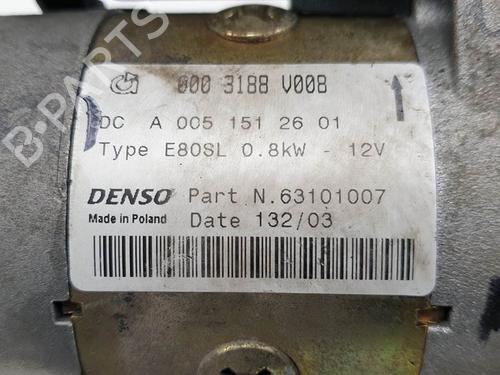 000 3188 V008
DC A 005 151 26 01
Type E80SL 0.8kW - 12V
DENSO Part N.63101007
Made in Poland Date 132/03
B-PARTS